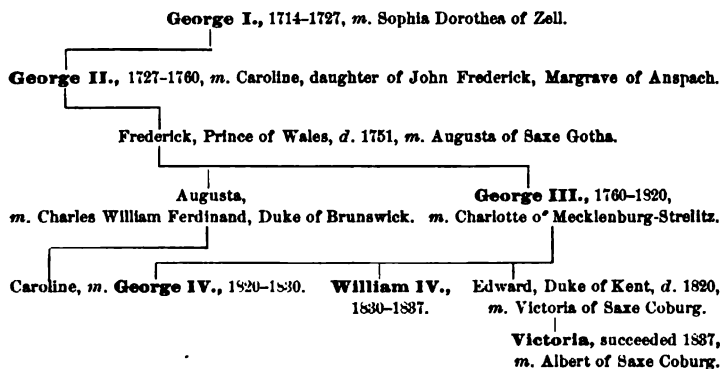 George I., 1714–1727, m. Sophia Dorothea of Zell.
George II., 1727–1760, m. Caroline, daughter of John Frederick, Margrave of Anspach.
Frederick, Prince of Wales, d. 1751, m. Augusta of Saxe Gotha.
Augusta,
m. Charles William Ferdinand, Duke of Brunswick.
George III., 1760–1820,
m. Charlotte o' Mecklenburg-Strelitz.
Caroline, m. George IV., 1820–1830.
William IV.,
1830–1837.
Edward, Duke of Kent, d. 1820,
m. Victoria of Saxe Coburg.
Victoria, succeeded 1837,
m. Albert of Saxe Coburg.